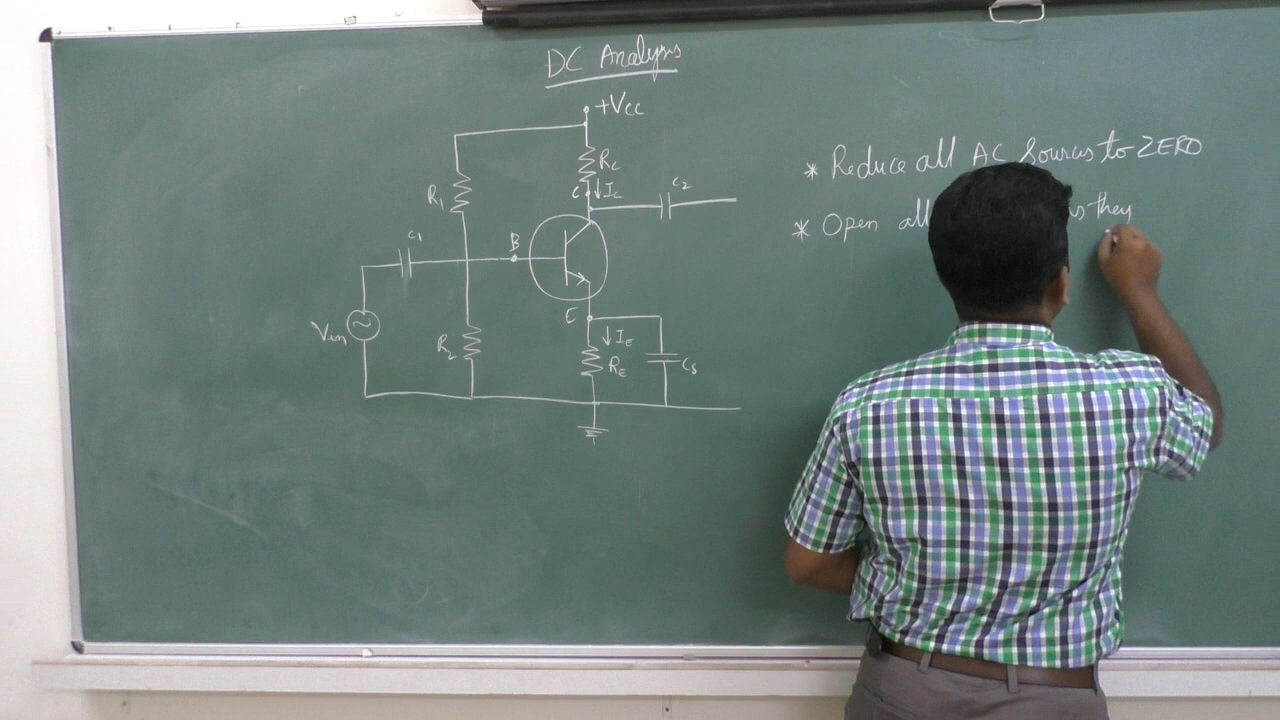 DC Analysis
+Vcc
RC
R1
C IC
C2
C1
B
Vin
R2
E
IE
RE
CS
* Reduce all AC Sources to ZERO
* Open all they